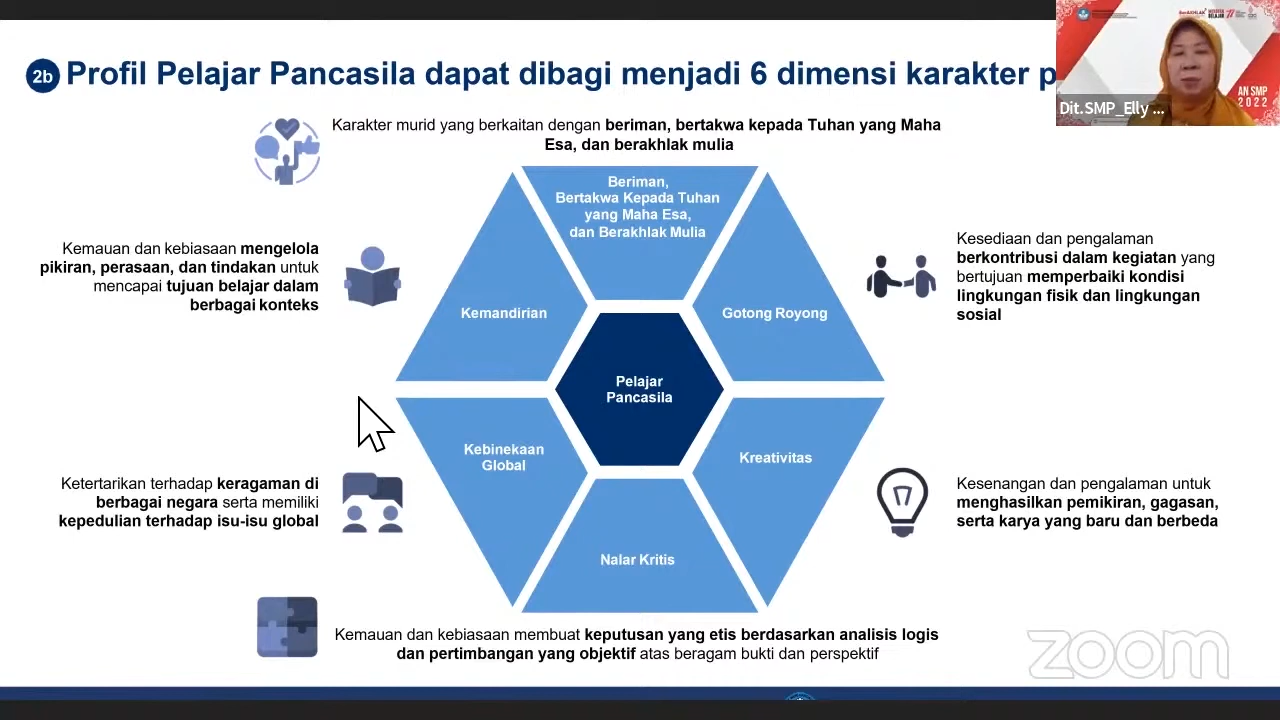 2b
Profil Pelajar Pancasila dapat dibagi menjadi 6 dimensi karakter p
BerAKHLAK
AN SMP
2022
Dit.SMP_Elly ...
Karakter murid yang berkaitan dengan beriman, bertakwa kepada Tuhan yang Maha
Esa, dan berakhlak mulia
Beriman,
Bertakwa Kepada Tuhan
yang Maha Esa,
dan Berakhlak Mulia
Kemauan dan kebiasaan mengelola
pikiran, perasaan, dan tindakan untuk
mencapai tujuan belajar dalam
berbagai konteks
Kemandirian
Gotong Royong
Kesediaan dan pengalaman
berkontribusi dalam kegiatan yang
bertujuan memperbaiki kondisi
lingkungan fisik dan lingkungan
sosial
Pelajar
Pancasila
Ketertarikan terhadap keragaman di
berbagai negara serta memiliki
kepedulian terhadap isu-isu global
Kebinekaan
Global
Kreativitas
Kesenangan dan pengalaman untuk
menghasilkan pemikiran, gagasan,
serta karya yang baru dan berbeda
Nalar Kritis
Kemauan dan kebiasaan membuat keputusan yang etis berdasarkan analisis logis
dan pertimbangan yang objektif atas beragam bukti dan perspektif
zoom